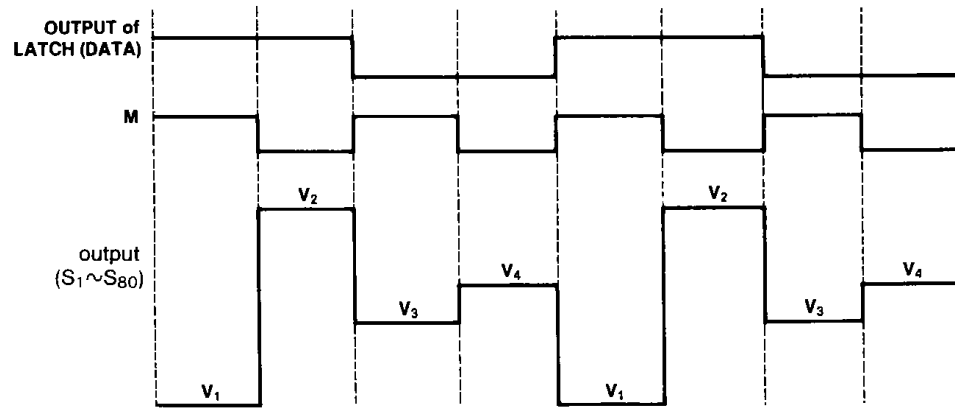 OUTPUT of
LATCH (DATA)
M
V₂
V₂
output
(S₁~S₈₀)
V₄
V₄
V₃
V₃
V₁
V₁